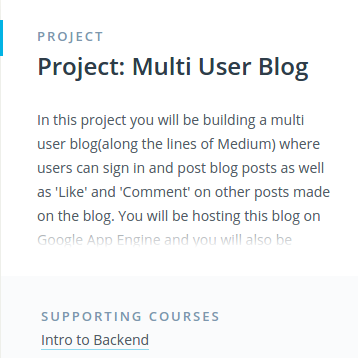 PROJECT
Project: Multi User Blog
In this project you will be building a multi
user blog(along the lines of Medium) where
users can sign in and post blog posts as well
as 'Like' and 'Comment' on other posts made
on the blog. You will be hosting this blog on
Google App Engine and you will also be
SUPPORTING COURSES
Intro to Backend